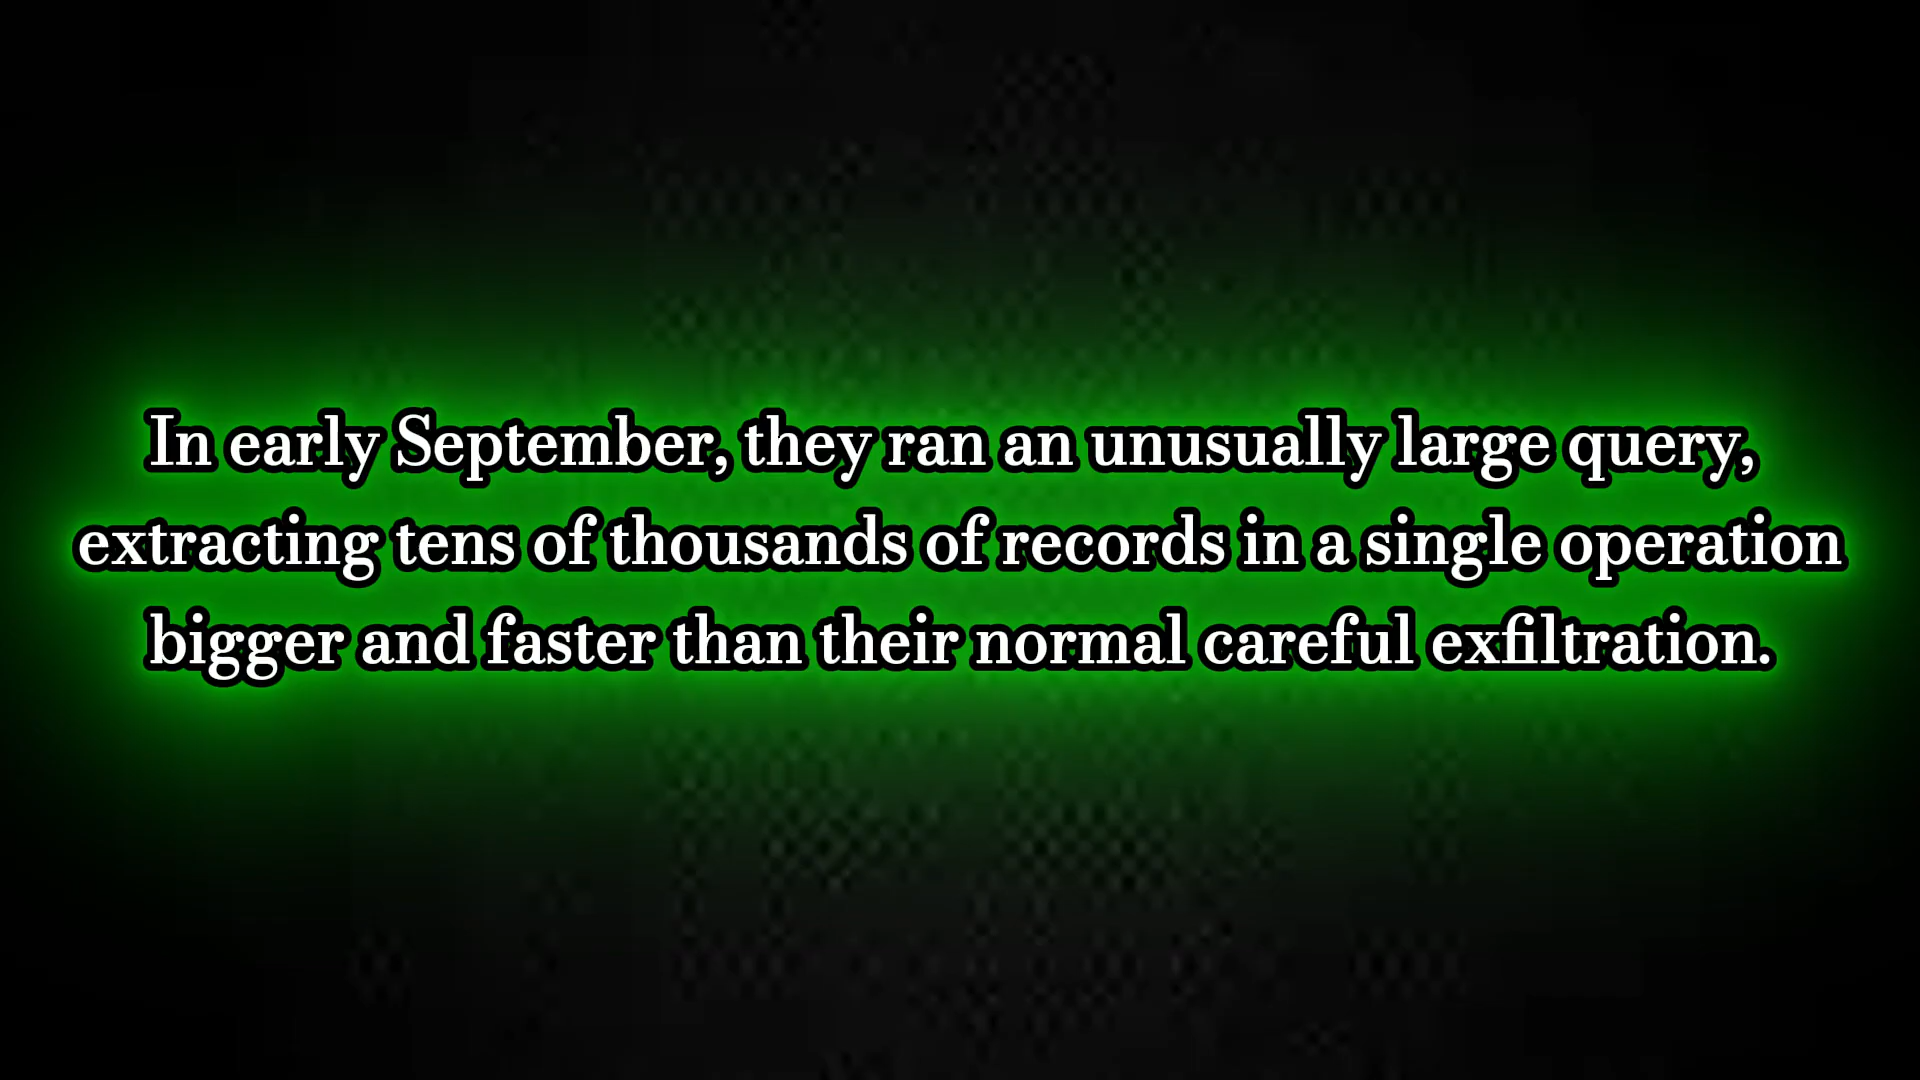 In early September, they ran an unusually large query,
extracting tens of thousands of records in a single operation
bigger and faster than their normal careful exfiltration.